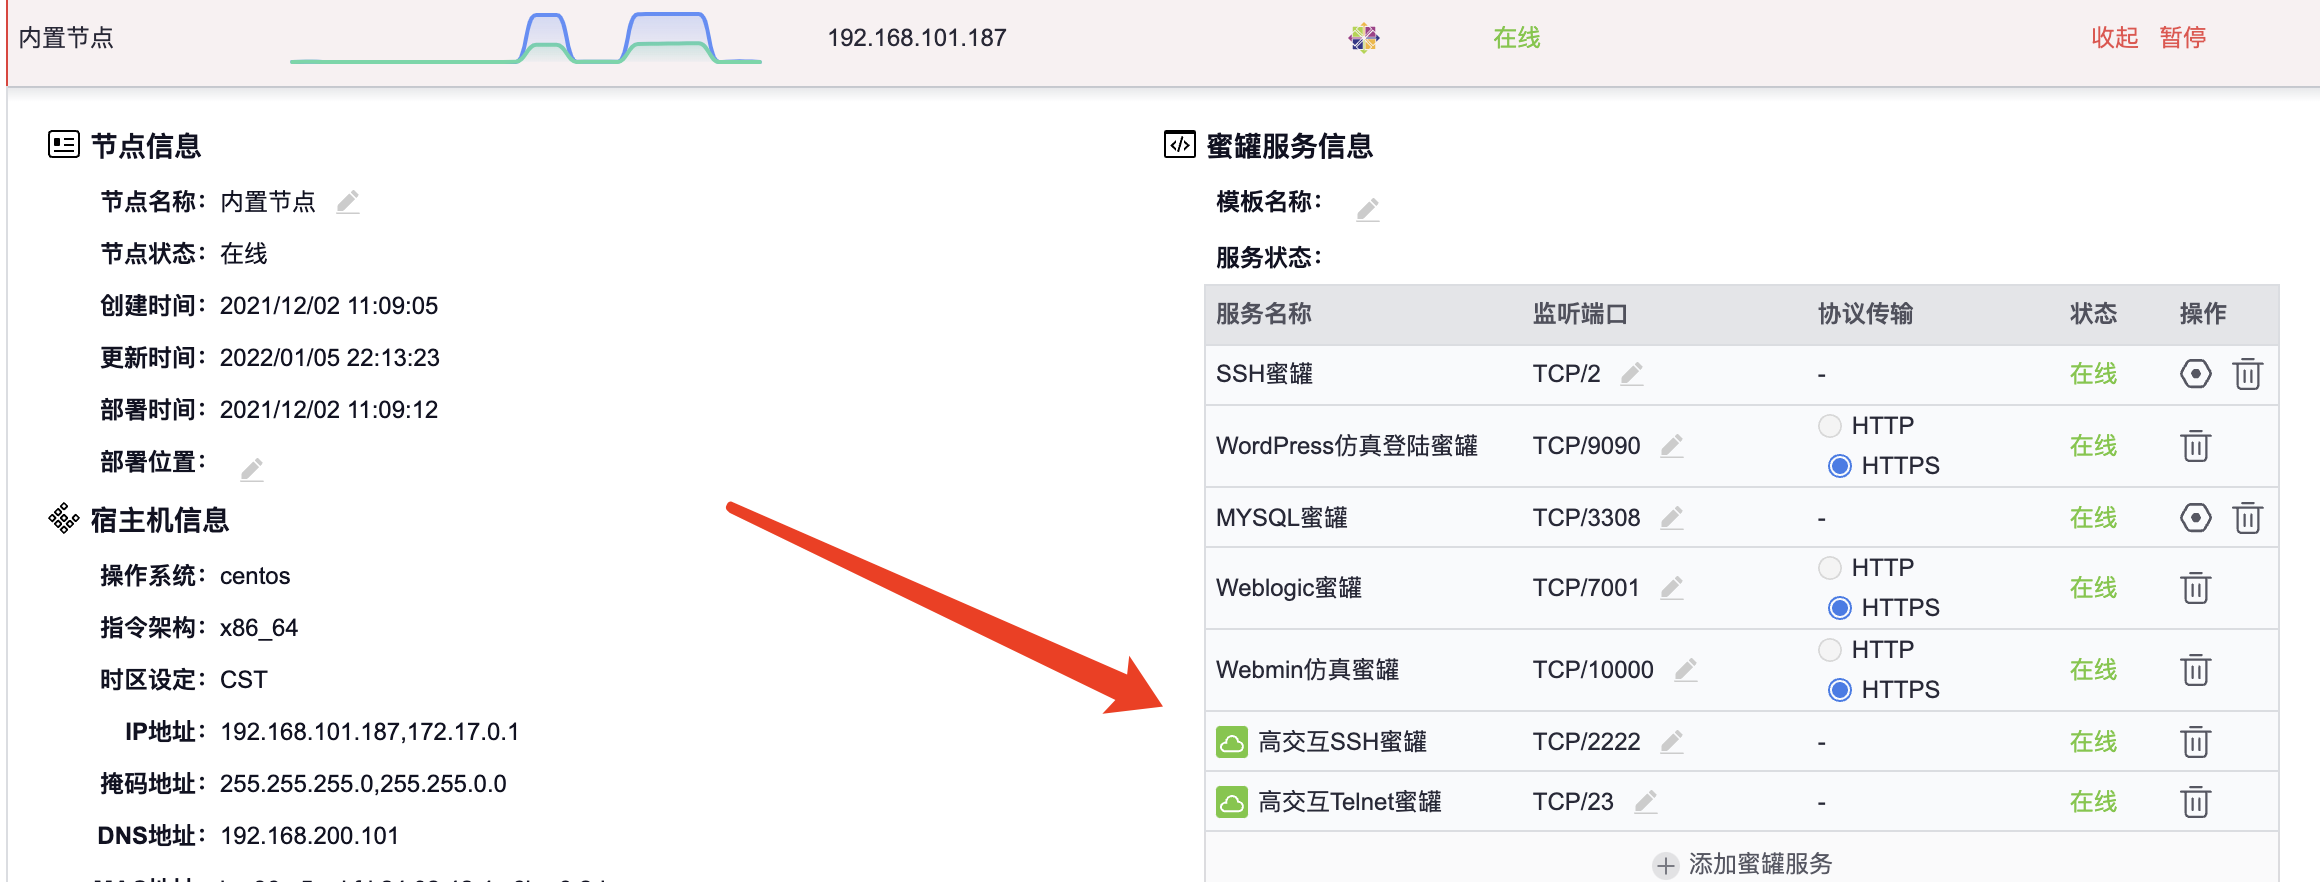 内置节点 192.168.101.187 在线 收起 暂停
节点信息
节点名称： 内置节点
节点状态： 在线
创建时间： 2021/12/02 11:09:05
更新时间： 2022/01/05 22:13:23
部署时间： 2021/12/02 11:09:12
部署位置：
宿主机信息
操作系统： centos
指令架构： x86_64
时区设定： CST
IP地址： 192.168.101.187,172.17.0.1
掩码地址： 255.255.255.0,255.255.0.0
DNS地址： 192.168.200.101
蜜罐服务信息
模板名称：
服务状态：
服务名称 监听端口 协议传输 状态 操作
SSH蜜罐 TCP/2 - 在线
WordPress仿真登陆蜜罐 TCP/9090 HTTP HTTPS 在线
MYSQL蜜罐 TCP/3308 - 在线
Weblogic蜜罐 TCP/7001 HTTP HTTPS 在线
Webmin仿真蜜罐 TCP/10000 HTTP HTTPS 在线
高交互SSH蜜罐 TCP/2222 - 在线
高交互Telnet蜜罐 TCP/23 - 在线
添加蜜罐服务